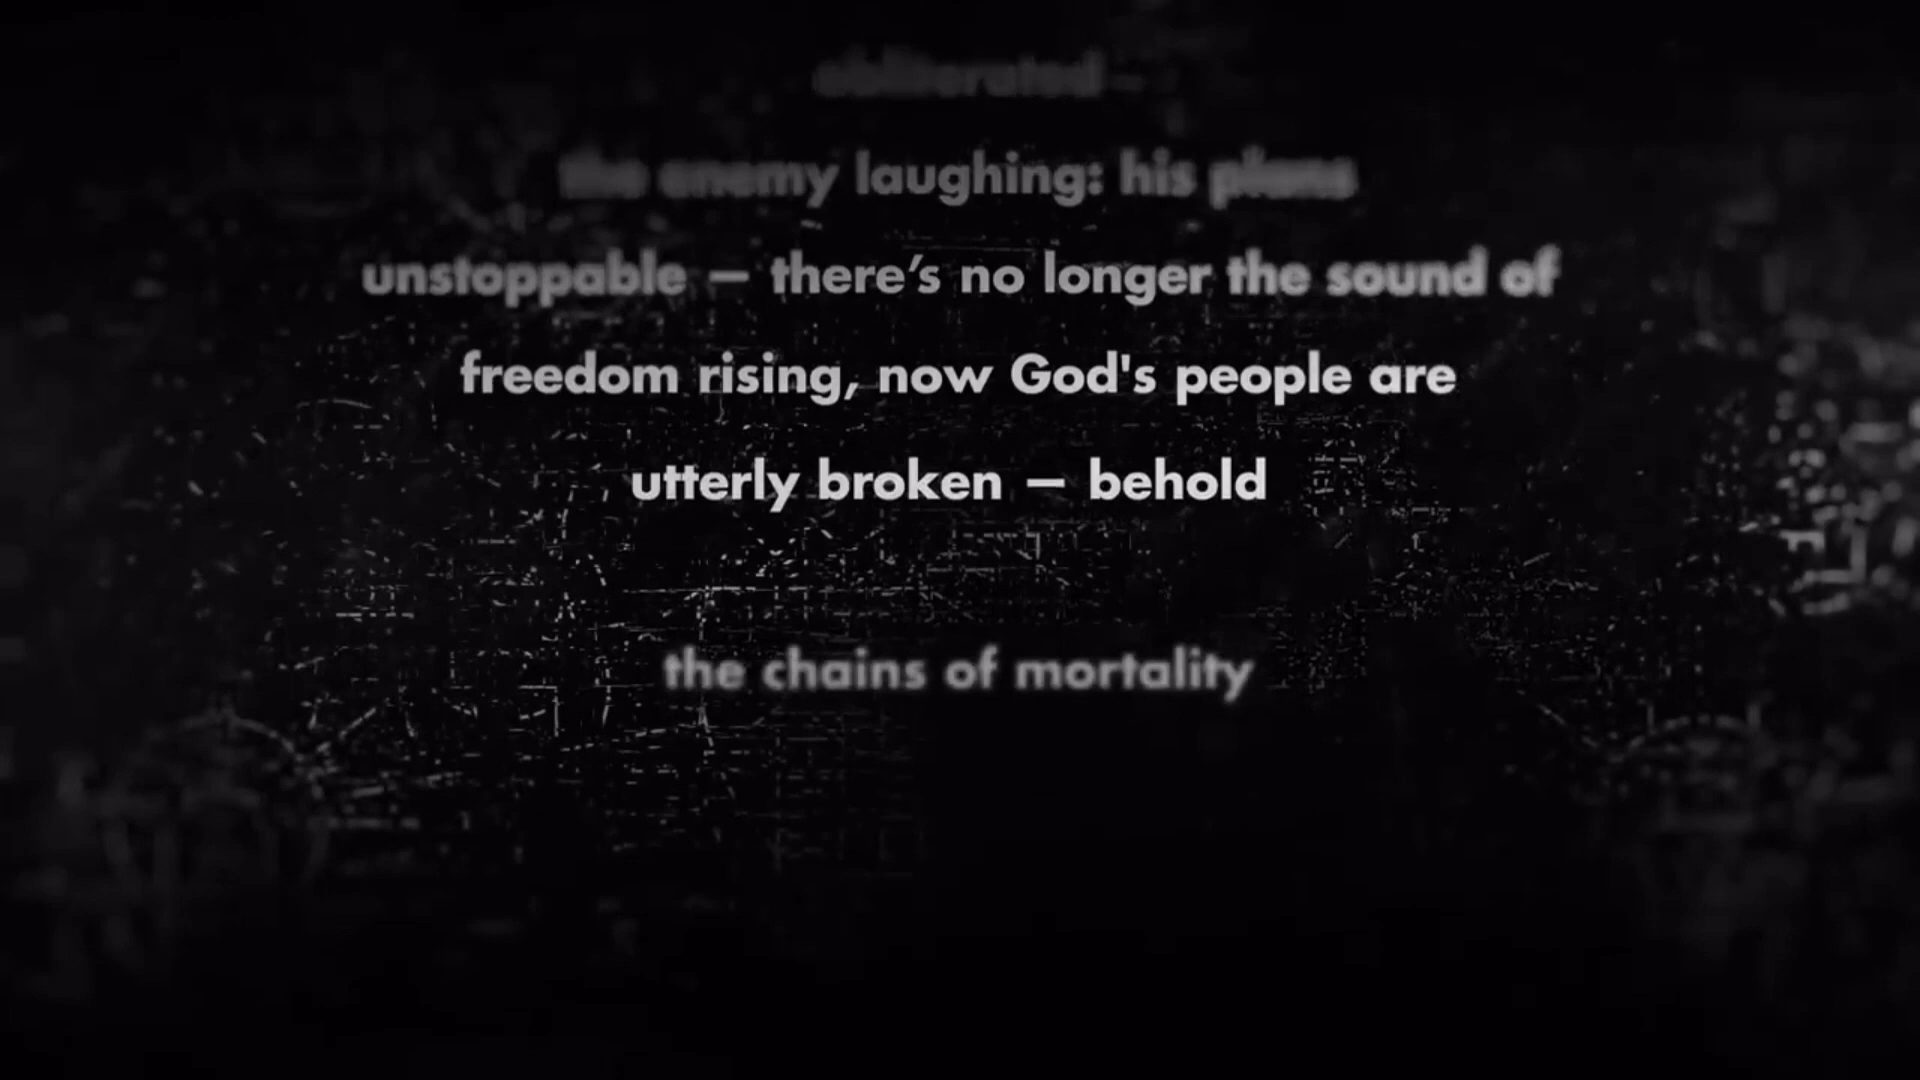 obliterated –
the enemy laughing: his plans
unstoppable – there’s no longer the sound of
freedom rising, now God's people are
utterly broken – behold
the chains of mortality